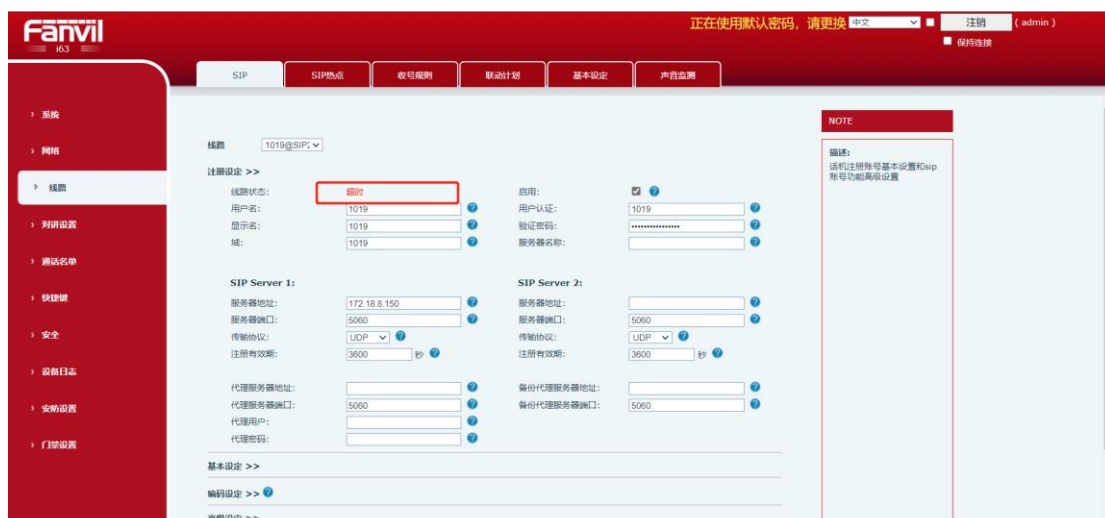 Fanvil
i63
正在使用默认密码，请更换 中文 注销 ( admin )
保持连接
SIP SIP热点 收号规则 联动计划 基本设定 声音监测
› 系统
› 网络
› 线路
› 对讲设置
› 通话名单
› 快捷键
› 安全
› 设备日志
› 安防设置
› 门禁设置
线路 1019@SIP:
注册设定 >>
线路状态: 超时 启用:
用户名: 1019 用户认证: 1019
显示名: 1019 验证密码: ••••••••••••••••
域: 1019 服务器名称:
SIP Server 1: SIP Server 2:
服务器地址: 172.18.8.150 服务器地址:
服务器端口: 5060 服务器端口: 5060
传输协议: UDP 传输协议: UDP
注册有效期: 3600 秒 注册有效期: 3600 秒
代理服务器地址: 备份代理服务器地址:
代理服务器端口: 5060 备份代理服务器端口: 5060
代理用户:
代理密码:
基本设定 >>
编码设定 >>
NOTE
描述:
话机注册账号基本设置和sip
账号功能高级设置